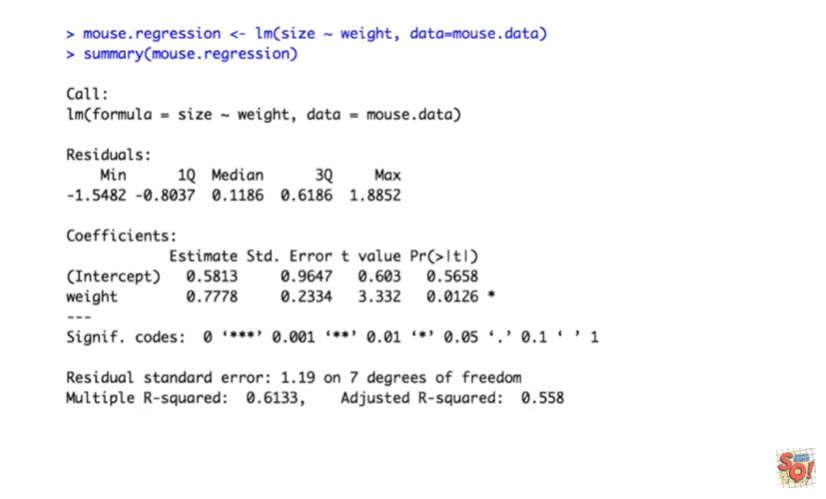 > mouse.regression <- lm(size ~ weight, data=mouse.data)
> summary(mouse.regression)
Call:
lm(formula = size ~ weight, data = mouse.data)
Residuals:
    Min      1Q  Median      3Q     Max
-1.5482 -0.8037  0.1186  0.6186  1.8852
Coefficients:
            Estimate Std. Error t value Pr(>|t|)
(Intercept)   0.5813     0.9647   0.603   0.5658
weight        0.7778     0.2334   3.332   0.0126 *
---
Signif. codes:  0 ‘***’ 0.001 ‘**’ 0.01 ‘*’ 0.05 ‘.’ 0.1 ‘ ’ 1
Residual standard error: 1.19 on 7 degrees of freedom
Multiple R-squared:  0.6133,    Adjusted R-squared:  0.558
SQ!